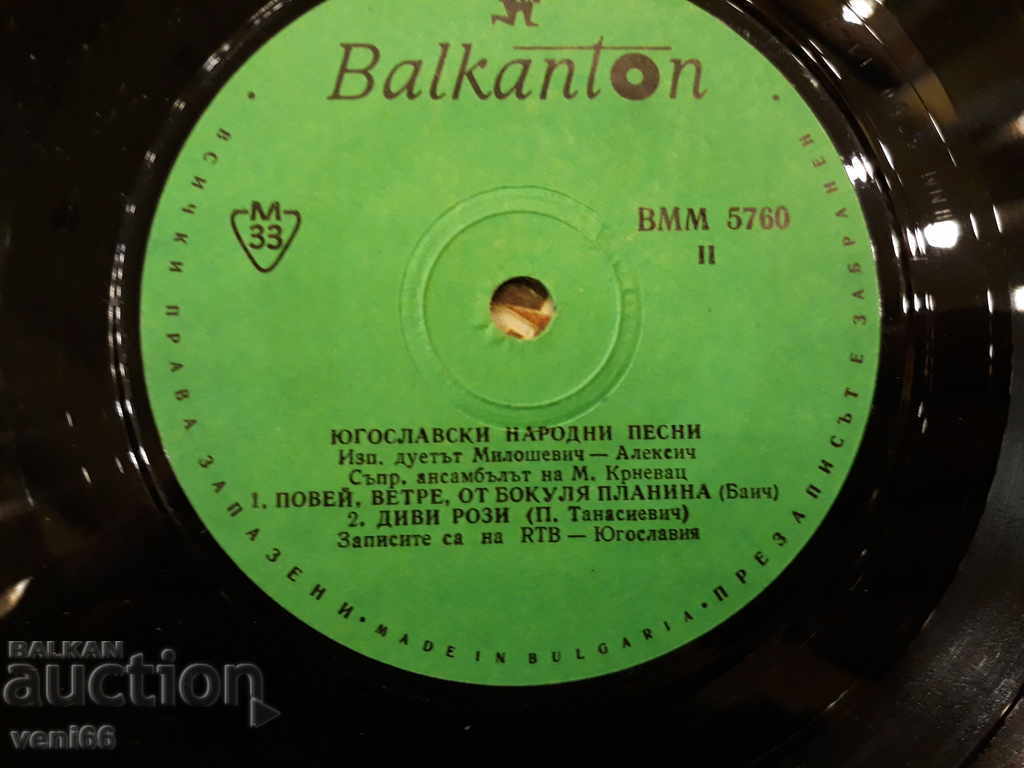 Balkanton
М
33
ВММ 5760
II
ЮГОСЛАВСКИ НАРОДНИ ПЕСНИ
Изп. дуетът Милошевич — Алексич
Съпр. ансамбълът на М. Крневац
1. ПОВЕЙ, ВЕТРЕ, ОТ БОКУЛЯ ПЛАНИНА (Баич)
2. ДИВИ РОЗИ (П. Танасиевич)
Записите са на RTB — Югославия
ВСИЧКИ ПРАВА ЗАПАЗЕНИ • MADE IN BULGARIA • ПРЕЗАПИСЪТ Е ЗАБРАНЕН
BALKAN
auction
veni66